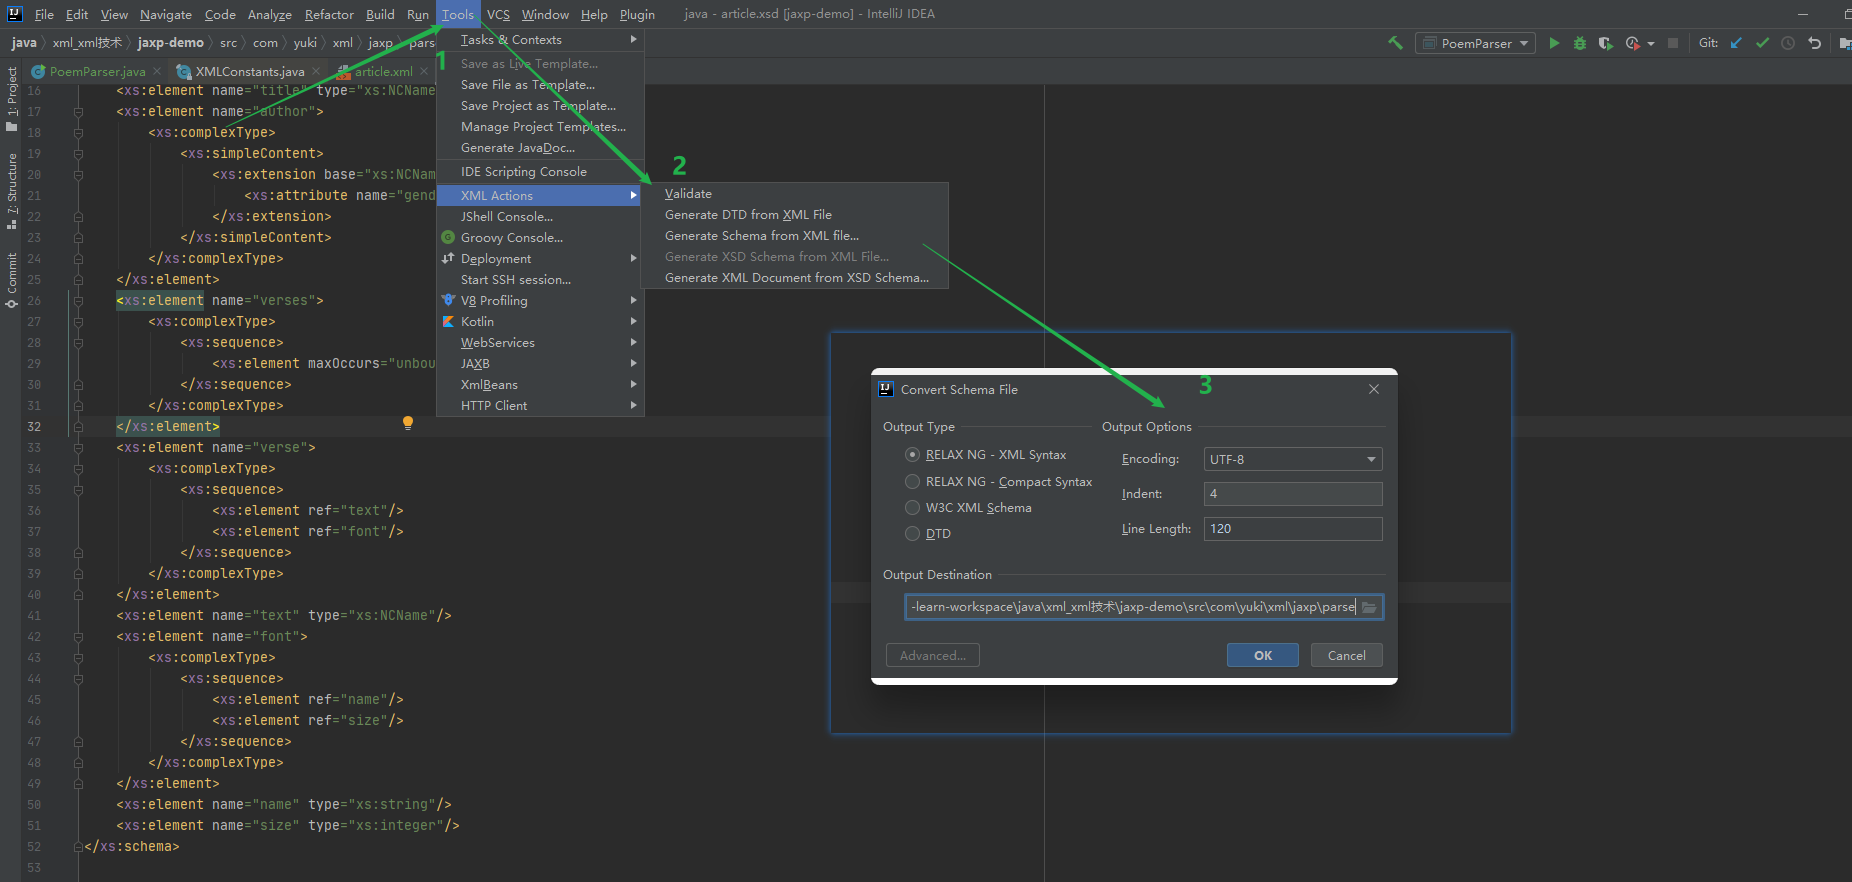 File Edit View Navigate Code Analyze Refactor Build Run Tools VCS Window Help Plugin java - article.xsd [jaxp-demo] - IntelliJ IDEA
java xml_xml技术 jaxp-demo src com yuki xml jaxp pars PoemParser Git:
PoemParser.java XMLConstants.java article.xml
1: Project
7: Structure
Commit
16 <xs:element name="title" type="xs:NCName
17 <xs:element name="author">
18 <xs:complexType>
19 <xs:simpleContent>
20 <xs:extension base="xs:NCNam
21 <xs:attribute name="gend
22 </xs:extension>
23 </xs:simpleContent>
24 </xs:complexType>
25 </xs:element>
26 <xs:element name="verses">
27 <xs:complexType>
28 <xs:sequence>
29 <xs:element maxOccurs="unbou
30 </xs:sequence>
31 </xs:complexType>
32 </xs:element>
33 <xs:element name="verse">
34 <xs:complexType>
35 <xs:sequence>
36 <xs:element ref="text"/>
37 <xs:element ref="font"/>
38 </xs:sequence>
39 </xs:complexType>
40 </xs:element>
41 <xs:element name="text" type="xs:NCName"/>
42 <xs:element name="font">
43 <xs:complexType>
44 <xs:sequence>
45 <xs:element ref="name"/>
46 <xs:element ref="size"/>
47 </xs:sequence>
48 </xs:complexType>
49 </xs:element>
50 <xs:element name="name" type="xs:string"/>
51 <xs:element name="size" type="xs:integer"/>
52 </xs:schema>
53
1
Tasks & Contexts
Save as Live Template...
Save File as Template...
Save Project as Template...
Manage Project Templates...
Generate JavaDoc...
IDE Scripting Console
XML Actions
JShell Console...
Groovy Console...
Deployment
Start SSH session...
V8 Profiling
Kotlin
WebServices
JAXB
XmlBeans
HTTP Client
2
Validate
Generate DTD from XML File
Generate Schema from XML file...
Generate XSD Schema from XML File...
Generate XML Document from XSD Schema...
3
Convert Schema File
Output Type
RELAX NG - XML Syntax
RELAX NG - Compact Syntax
W3C XML Schema
DTD
Output Options
Encoding: UTF-8
Indent: 4
Line Length: 120
Output Destination
-learn-workspace\java\xml_xml技术\jaxp-demo\src\com\yuki\xml\jaxp\parse
Advanced... OK Cancel